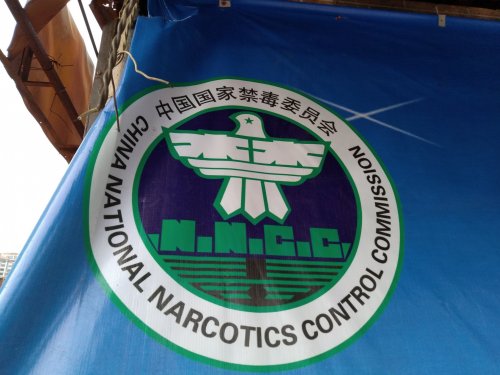 中国国家禁毒委员会
CHINA NATIONAL NARCOTICS CONTROL COMMISSION
N.N.C.C.